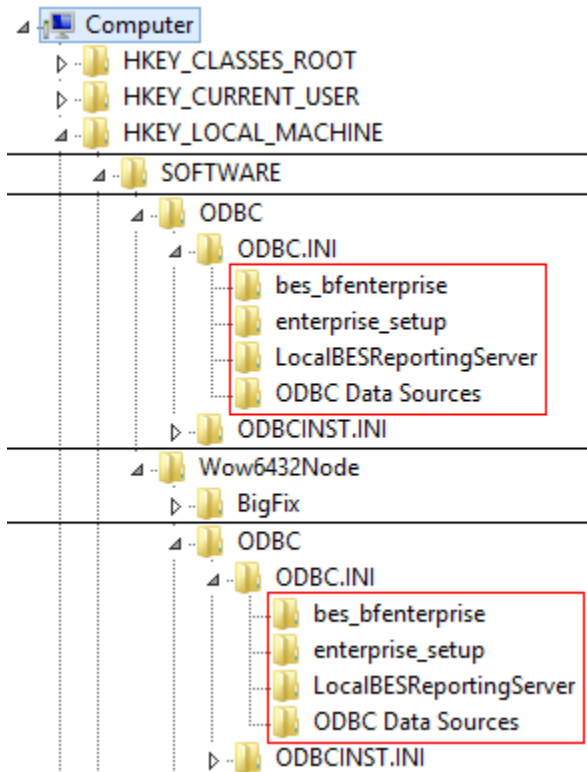 Computer
HKEY_CLASSES_ROOT
HKEY_CURRENT_USER
HKEY_LOCAL_MACHINE
SOFTWARE
ODBC
ODBC.INI
bes_bfenterprise
enterprise_setup
LocalBESReportingServer
ODBC Data Sources
ODBCINST.INI
Wow6432Node
BigFix
ODBC
ODBC.INI
bes_bfenterprise
enterprise_setup
LocalBESReportingServer
ODBC Data Sources
ODBCINST.INI